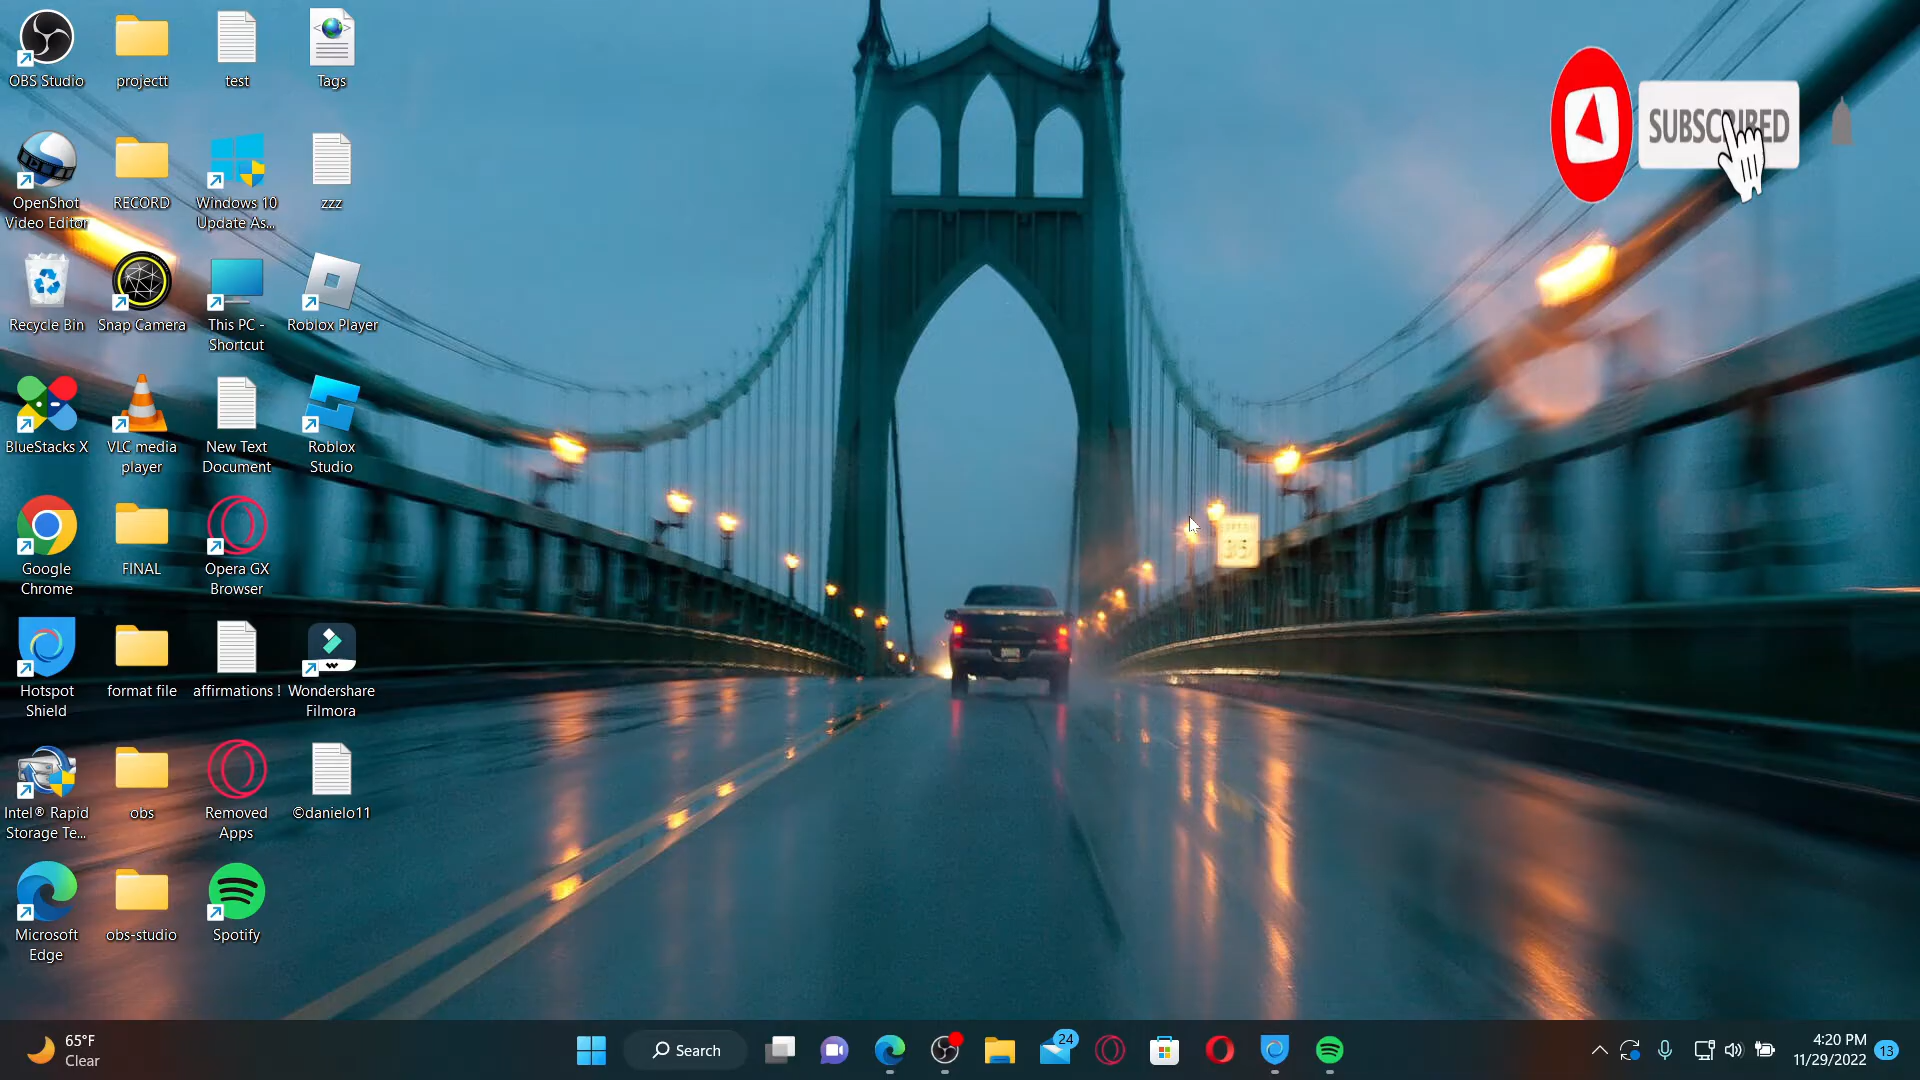 OBS Studio
projectt
test
Tags
SUBSCRIBED
OpenShot
Video Editor
RECORD
Windows 10
Update As...
zzz
Recycle Bin
Snap Camera
This PC -
Shortcut
Roblox Player
BlueStacks X
VLC media
player
New Text
Document
Roblox
Studio
Google
Chrome
FINAL
Opera GX
Browser
35
Hotspot
Shield
format file
affirmations !
Wondershare
Filmora
Intel® Rapid
Storage Te...
obs
Removed
Apps
©danielo11
Microsoft
Edge
obs-studio
Spotify
65°F
Clear
Search
24
4:20 PM
11/29/2022
13